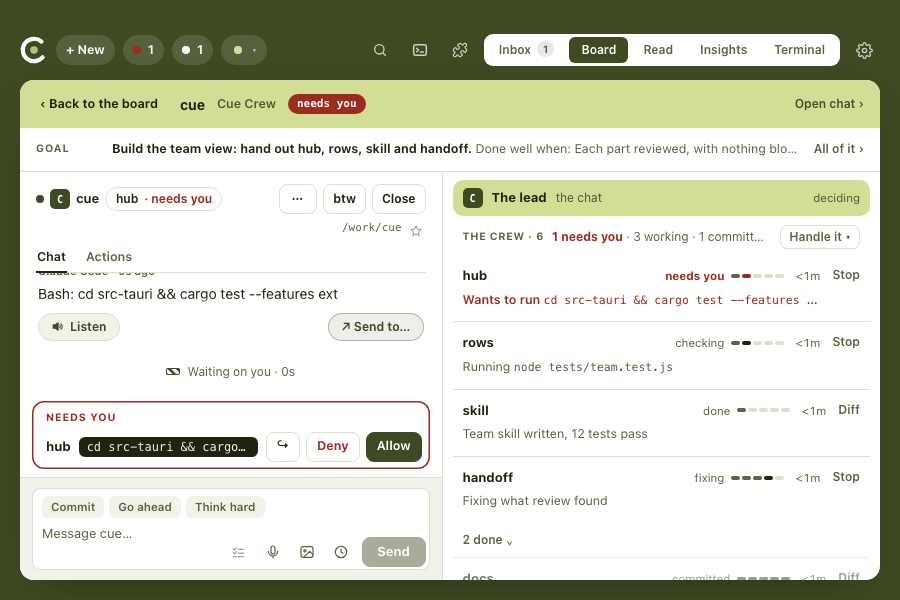 + New 1 1
Inbox 1 Board Read Insights Terminal
‹ Back to the board cue Cue Crew needs you Open chat ›
GOAL Build the team view: hand out hub, rows, skill and handoff. Done well when: Each part reviewed, with nothing blo... All of it ›
C cue hub · needs you ... btw Close
/work/cue
Chat Actions
Bash: cd src-tauri && cargo test --features ext
Listen Send to...
Waiting on you · 0s
NEEDS YOU
hub cd src-tauri && cargo… Deny Allow
Commit Go ahead Think hard
Message cue...
Send
C The lead the chat deciding
THE CREW · 6 1 needs you · 3 working · 1 committ... Handle it
hub needs you <1m Stop
Wants to run cd src-tauri && cargo test --features ...
rows checking <1m Stop
Running node tests/team.test.js
skill done <1m Diff
Team skill written, 12 tests pass
handoff fixing <1m Stop
Fixing what review found
2 done
docs committed <1m Diff